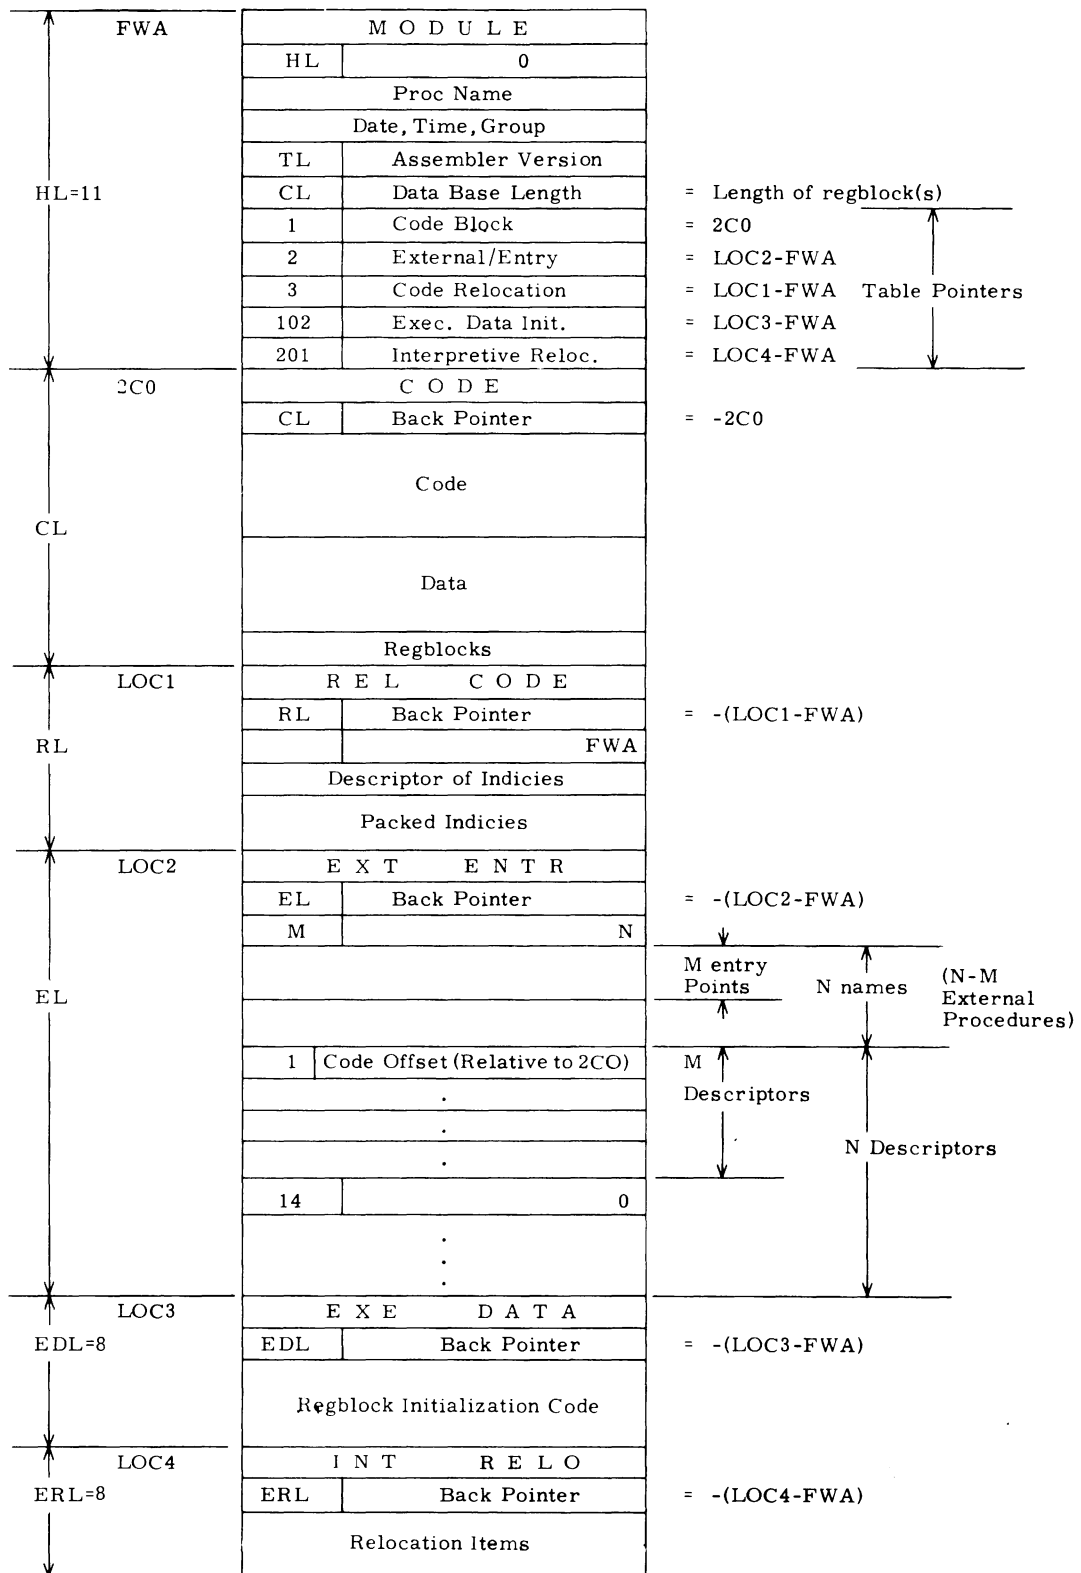 FWA M O D U L E
HL 0
Proc Name
Date, Time, Group
TL Assembler Version
HL=11 CL Data Base Length = Length of regblock(s)
1 Code Block = 2C0
2 External/Entry = LOC2-FWA
3 Code Relocation = LOC1-FWA Table Pointers
102 Exec. Data Init. = LOC3-FWA
201 Interpretive Reloc. = LOC4-FWA
2C0 C O D E
CL Back Pointer = -2C0
Code
CL
Data
Regblocks
LOC1 R E L C O D E
RL Back Pointer = -(LOC1-FWA)
RL FWA
Descriptor of Indicies
Packed Indicies
LOC2 E X T E N T R
EL Back Pointer = -(LOC2-FWA)
M N
EL
M entry
Points
N names
(N-M
External
Procedures)
1 Code Offset (Relative to 2CO)
M
Descriptors
.
.
.
N Descriptors
14 0
.
.
.
LOC3 E X E D A T A
EDL=8 EDL Back Pointer = -(LOC3-FWA)
Regblock Initialization Code
LOC4 I N T R E L O
ERL=8 ERL Back Pointer = -(LOC4-FWA)
Relocation Items